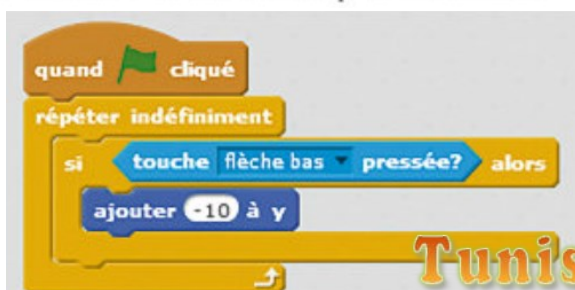 quand cliqué
répéter indéfiniment
si touche flèche bas pressée? alors
ajouter -10 à y
Tunis